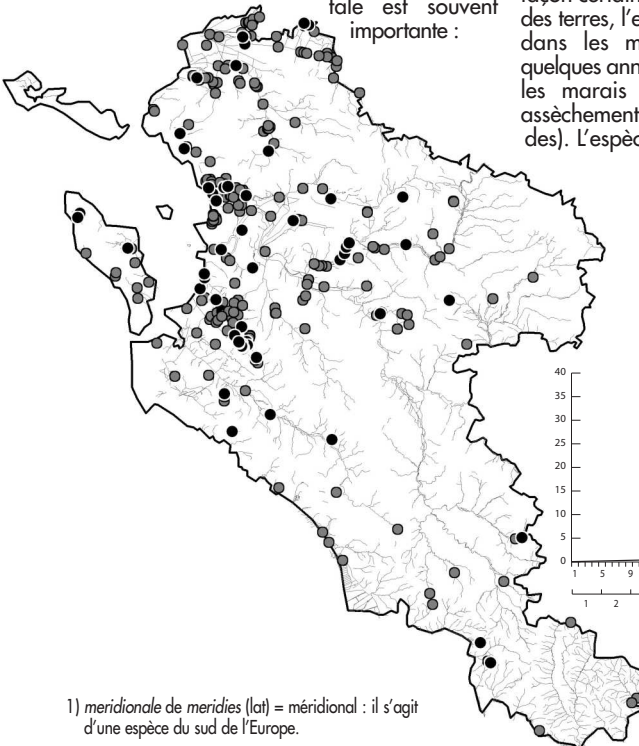 tale est souvent
importante :
des terres, l'e
dans les m
quelques ann
les marais
assèchement
des). L'espèc
40
35
30
25
20
15
10
5
0
1 5 9
1 2
1) meridionale de meridies (lat) = méridional : il s'agit
d'une espèce du sud de l'Europe.